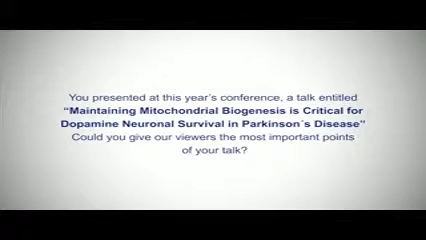 You presented at this year's conference, a talk entitled
“Maintaining Mitochondrial Biogenesis is Critical for
Dopamine Neuronal Survival in Parkinson´s Disease”
Could you give our viewers the most important points
of your talk?